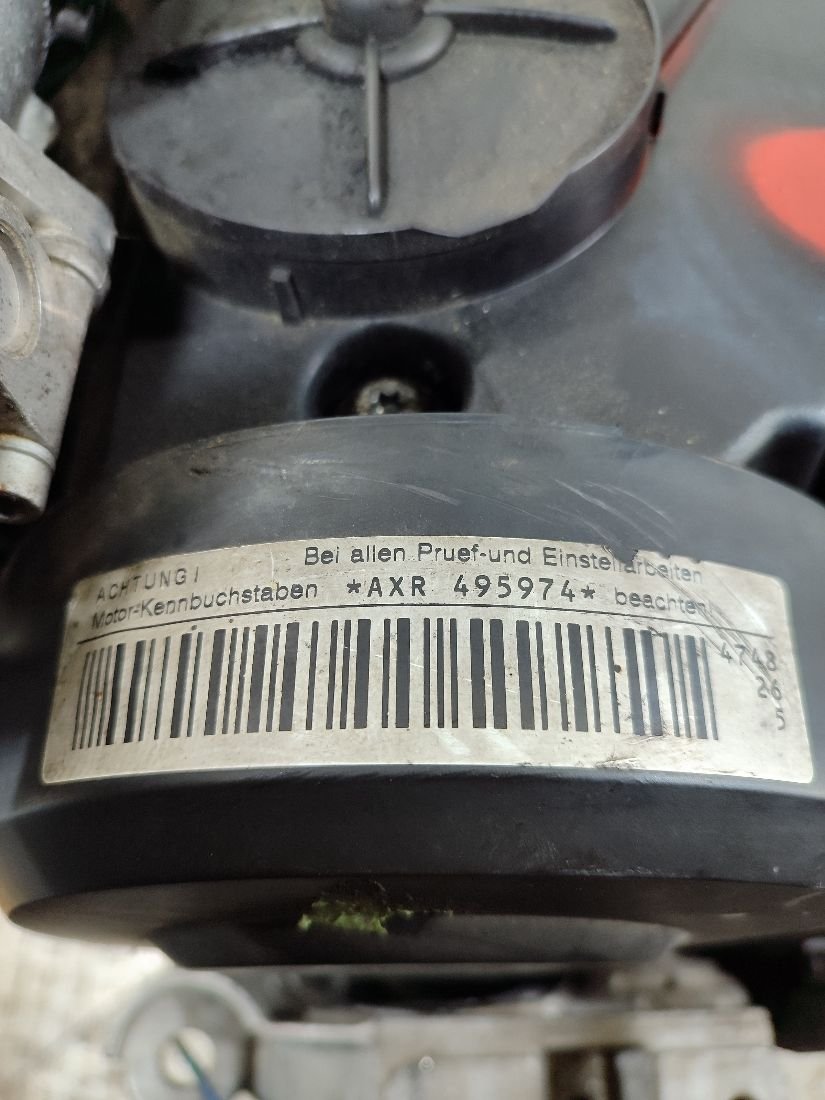 ACHTUNG! Bei allen Pruef-und Einstellarbeiten
Motor-Kennbuchstaben *AXR 495974* beachten!
4748
26
5